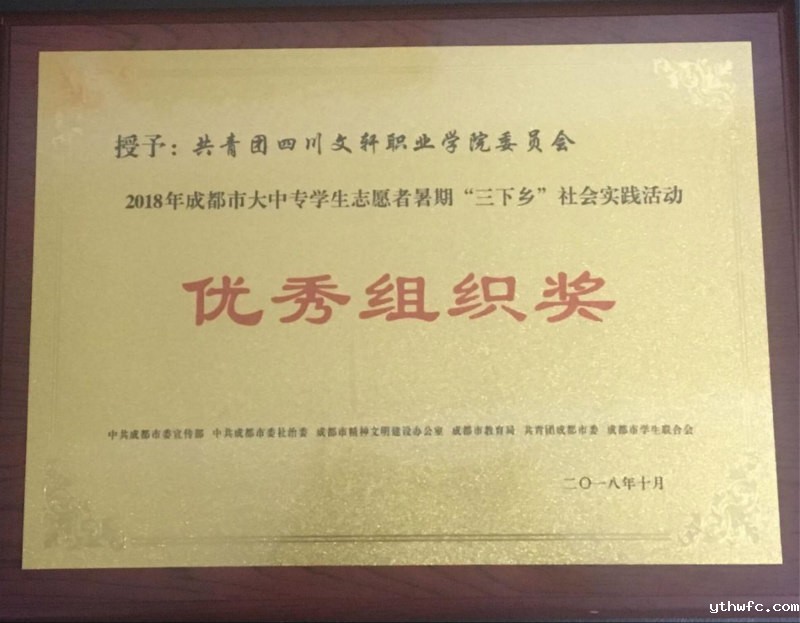 授予：共青团四川文轩职业学院委员会
2018年成都市大中专学生志愿者暑期“三下乡”社会实践活动
优秀组织奖
中共成都市委宣传部 中共成都市委社治委 成都市精神文明建设办公室 成都市教育局 共青团成都市委 成都市学生联合会
二〇一八年十月
ythwfc.com